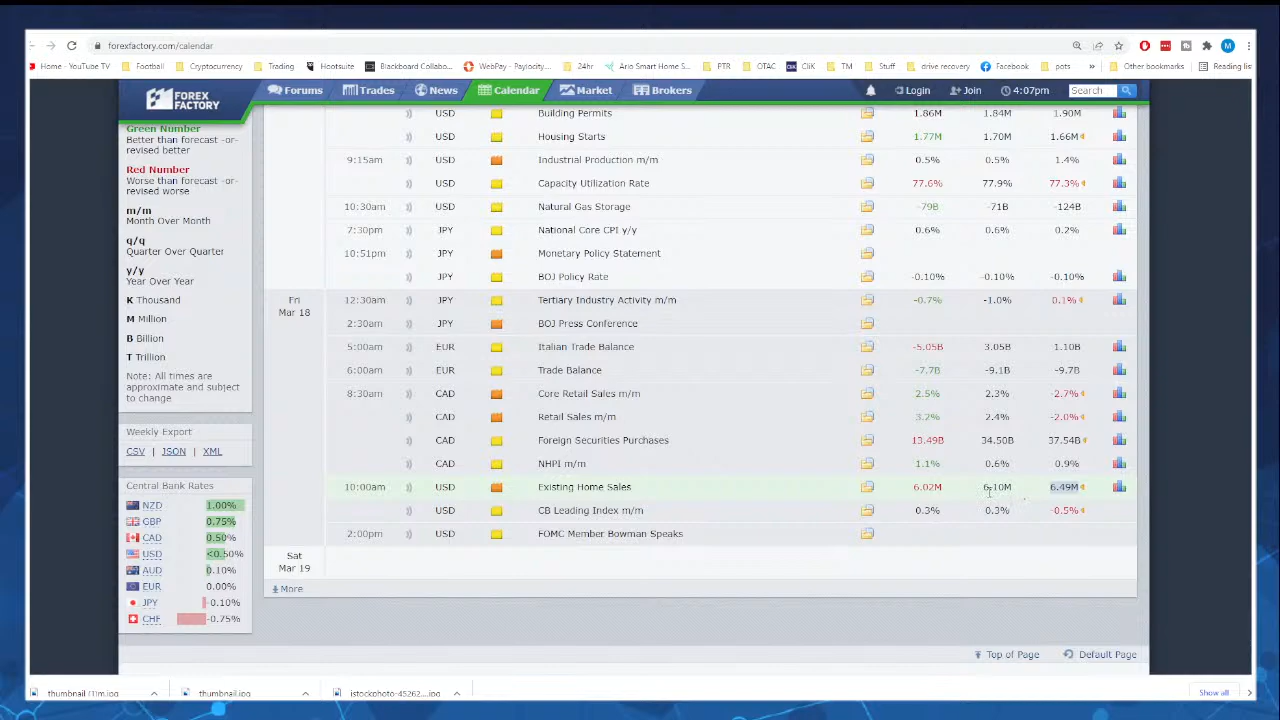 forexfactory.com/calendar
Home - YouTube TV Football Cryptocurrency Trading Hootsuite Blackboard Collabo... WebPay - Paylocity... 24hr Arlo Smart Home S... PTR OTAC CliK TM Stuff drive recovery Facebook pots » Other bookmarks Reading list
FOREX FACTORY Forums Trades News Calendar Market Brokers Login Join 4:07pm Search
Green Number
Better than forecast -or-
revised better
Red Number
Worse than forecast -or-
revised worse
m/m
Month Over Month
q/q
Quarter Over Quarter
y/y
Year Over Year
K Thousand
M Million
B Billion
T Trillion
Note: All times are
approximate and subject
to change
Weekly Export
CSV | JSON | XML
Central Bank Rates
NZD 1.00%
GBP 0.75%
CAD 0.50%
USD <0.50%
AUD 0.10%
EUR 0.00%
JPY -0.10%
CHF -0.75%
USD Building Permits 1.86M 1.84M 1.90M
USD Housing Starts 1.77M 1.70M 1.66M
9:15am USD Industrial Production m/m 0.5% 0.5% 1.4%
USD Capacity Utilization Rate 77.6% 77.9% 77.3%
10:30am USD Natural Gas Storage -79B -71B -124B
7:30pm JPY National Core CPI y/y 0.6% 0.6% 0.2%
10:51pm JPY Monetary Policy Statement
JPY BOJ Policy Rate -0.10% -0.10% -0.10%
Fri
Mar 18
12:30am JPY Tertiary Industry Activity m/m -0.7% -1.0% 0.1%
2:30am JPY BOJ Press Conference
5:00am EUR Italian Trade Balance -5.05B 3.05B 1.10B
6:00am EUR Trade Balance -7.7B -9.1B -9.7B
8:30am CAD Core Retail Sales m/m 2.5% 2.3% -2.7%
CAD Retail Sales m/m 3.2% 2.4% -2.0%
CAD Foreign Securities Purchases 13.49B 34.50B 37.54B
CAD NHPI m/m 1.1% 0.6% 0.9%
10:00am USD Existing Home Sales 6.02M 6.10M 6.49M
USD CB Leading Index m/m 0.3% 0.3% -0.5%
2:00pm USD FOMC Member Bowman Speaks
Sat
Mar 19
More
Top of Page Default Page
thumbnail.jpg Show all